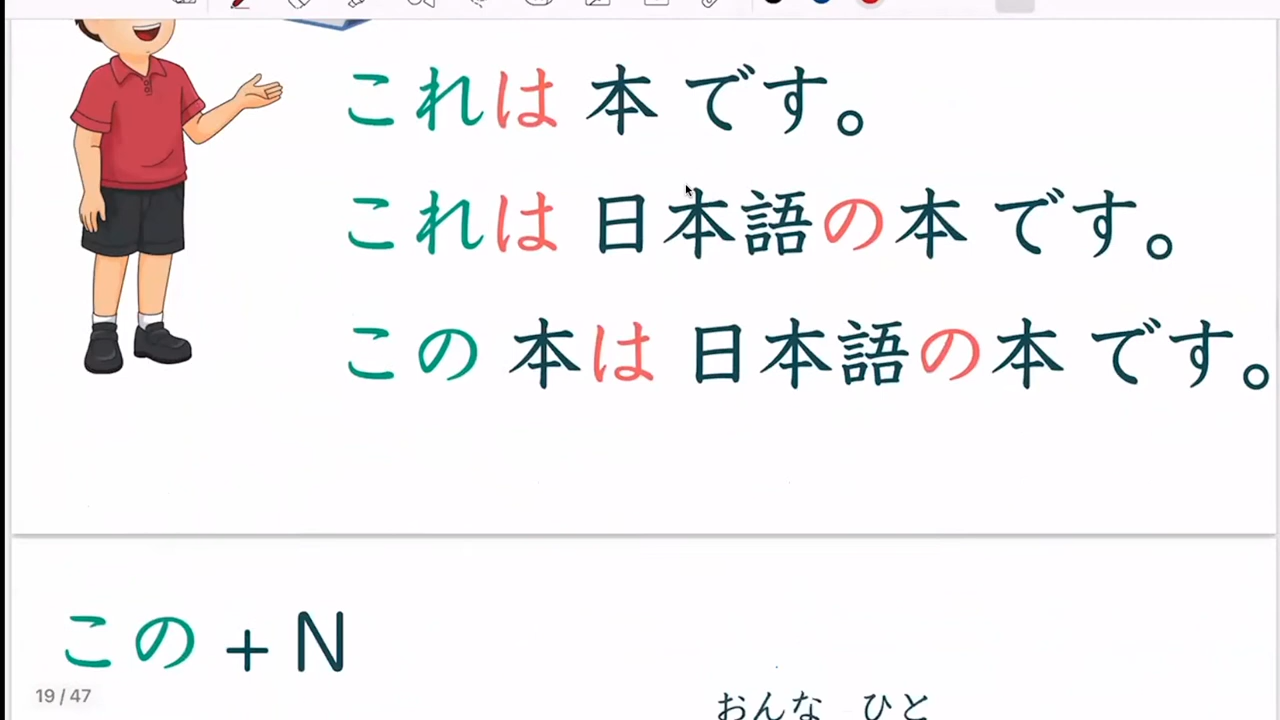 これは 本 です。
これは 日本語の本 です。
この 本は 日本語の本 です。
この + N
19 / 47
おんな ひと